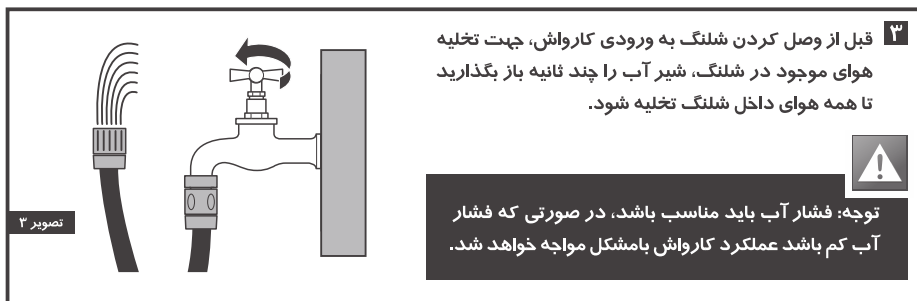 ۳ قبل از وصل کردن شلنگ به ورودی کارواش، جهت تخلیه
هوای موجود در شلنگ، شیر آب را چند ثانیه باز بگذارید
تا همه هوای داخل شلنگ تخلیه شود.
توجه: فشار آب باید مناسب باشد، در صورتی که فشار
آب کم باشد عملکرد کارواش بامشکل مواجه خواهد شد.
تصویر ۳